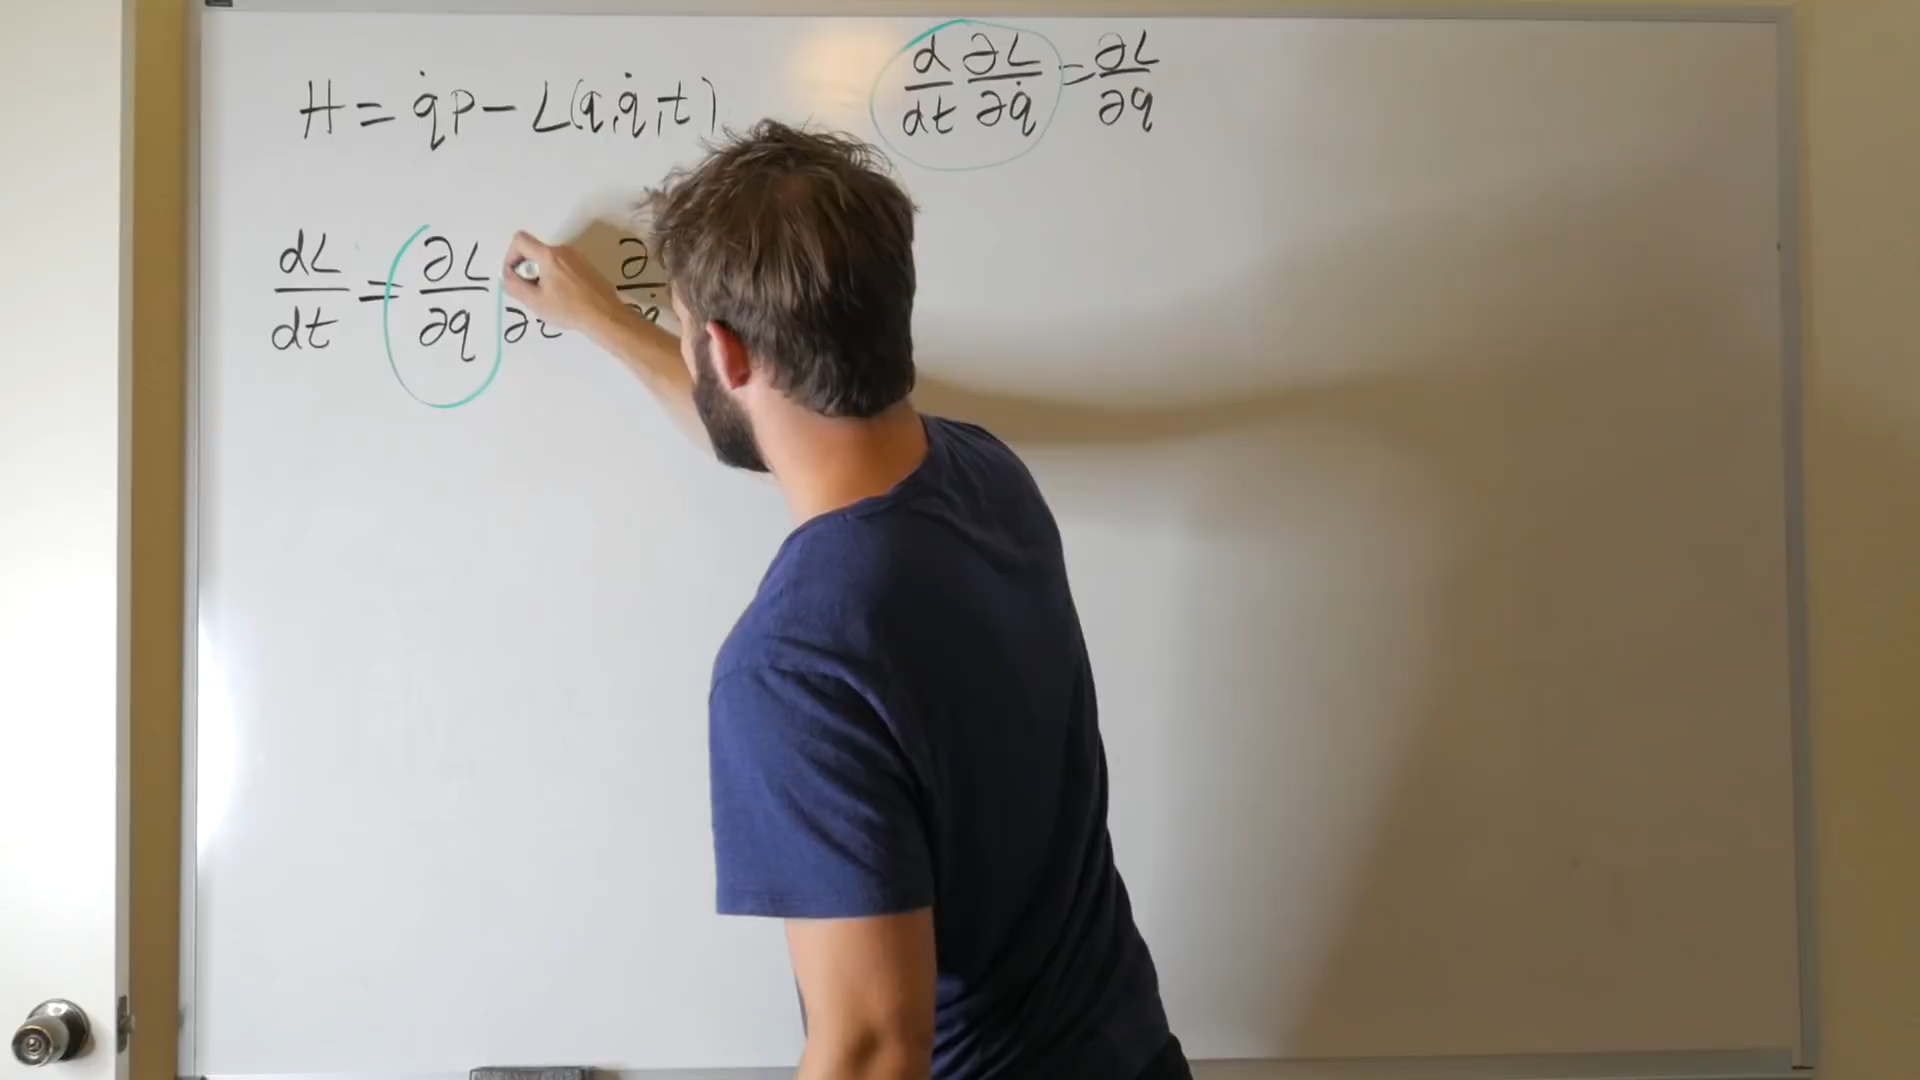 H = q̇p − L(q,q̇,t)
d/dt ∂L/∂q̇ = ∂L/∂q
dL/dt = ∂L/∂q